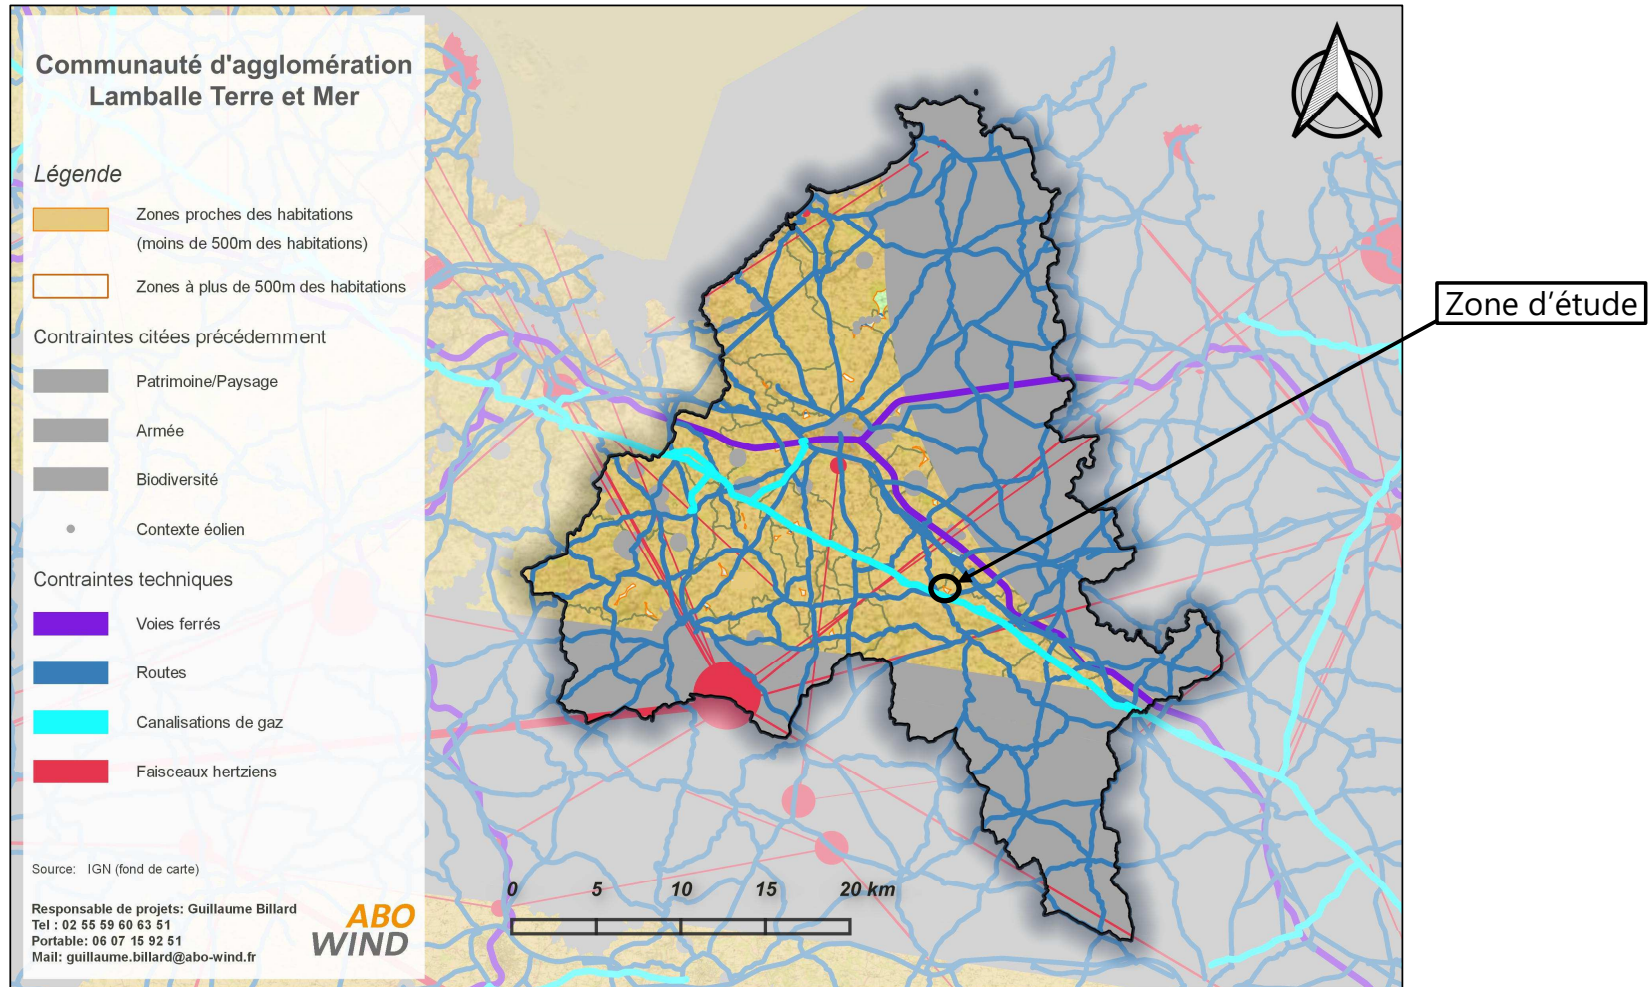 Communauté d'agglomération
Lamballe Terre et Mer
Légende
Zones proches des habitations
(moins de 500m des habitations)
Zones à plus de 500m des habitations
Contraintes citées précédemment
Patrimoine/Paysage
Armée
Biodiversité
Contexte éolien
Contraintes techniques
Voies ferrés
Routes
Canalisations de gaz
Faisceaux hertziens
Source: IGN (fond de carte)
Responsable de projets: Guillaume Billard
Tel : 02 55 59 60 63 51
Portable: 06 07 15 92 51
Mail: guillaume.billard@abo-wind.fr
ABO
WIND
0 5 10 15 20 km
Zone d'étude